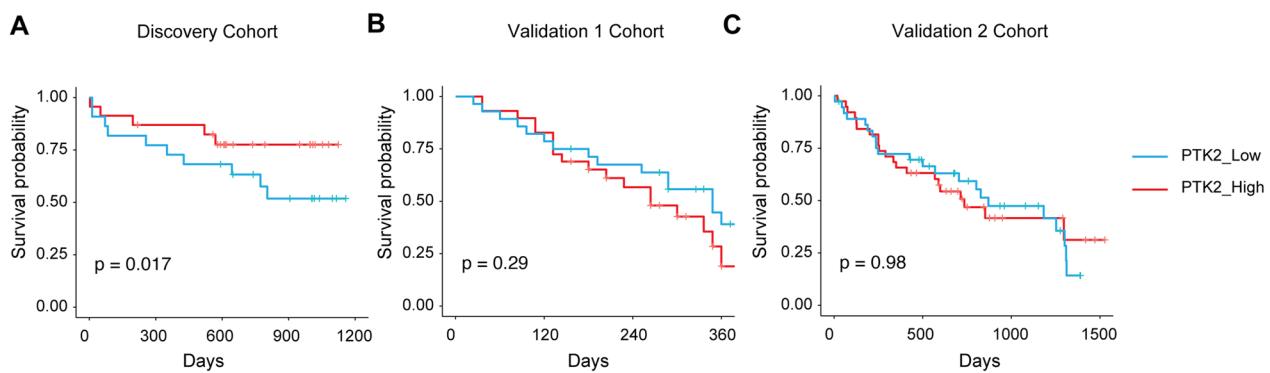 A
Discovery Cohort
Survival probability
1.00
0.75
0.50
0.25
0.00
p = 0.017
0 300 600 900 1200
Days
B
Validation 1 Cohort
Survival probability
1.00
0.75
0.50
0.25
0.00
p = 0.29
0 120 240 360
Days
C
Validation 2 Cohort
Survival probability
1.00
0.75
0.50
0.25
0.00
p = 0.98
0 500 1000 1500
Days
PTK2_Low
PTK2_High